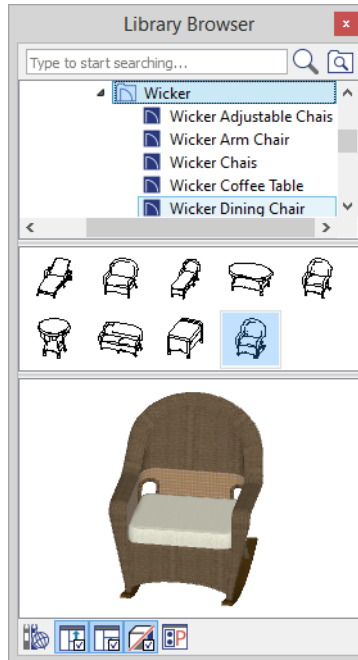 Library Browser
x
Type to start searching...
Wicker
Wicker Adjustable Chais
Wicker Arm Chair
Wicker Chais
Wicker Coffee Table
Wicker Dining Chair
P